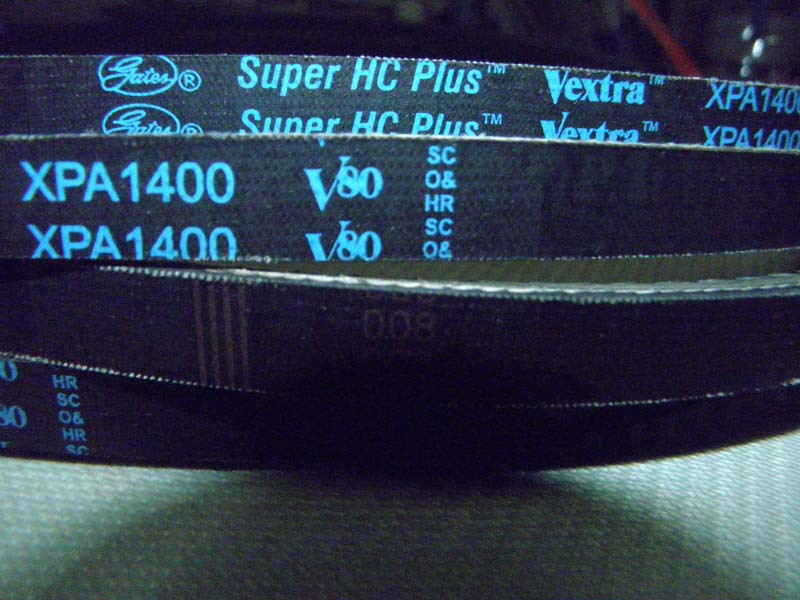 Gates® Super HC Plus™ Vextra™ XPA1400
Gates® Super HC Plus™ Vextra™ XPA1400
XPA1400 V80 SC
O&
HR
XPA1400 V80 SC
O&
008
HR
SC
80 O&
HR
SC